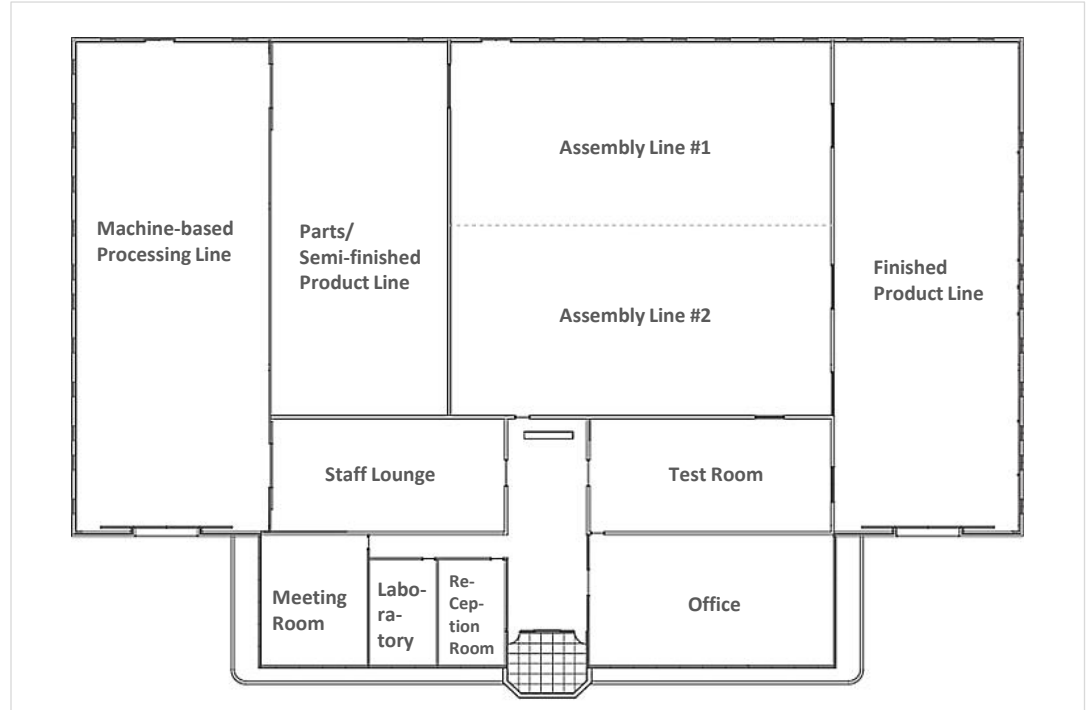 Assembly Line #1
Machine-based
Processing Line
Parts/
Semi-finished
Product Line
Finished
Product Line
Assembly Line #2
Staff Lounge
Test Room
Meeting
Room
Labo-
ra-
tory
Re-
Cep-
tion
Room
Office